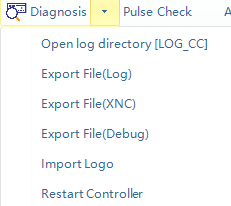 Diagnosis Pulse Check A
Open log directory [LOG_CC]
Export File(Log)
Export File(XNC)
Export File(Debug)
Import Logo
Restart Controller